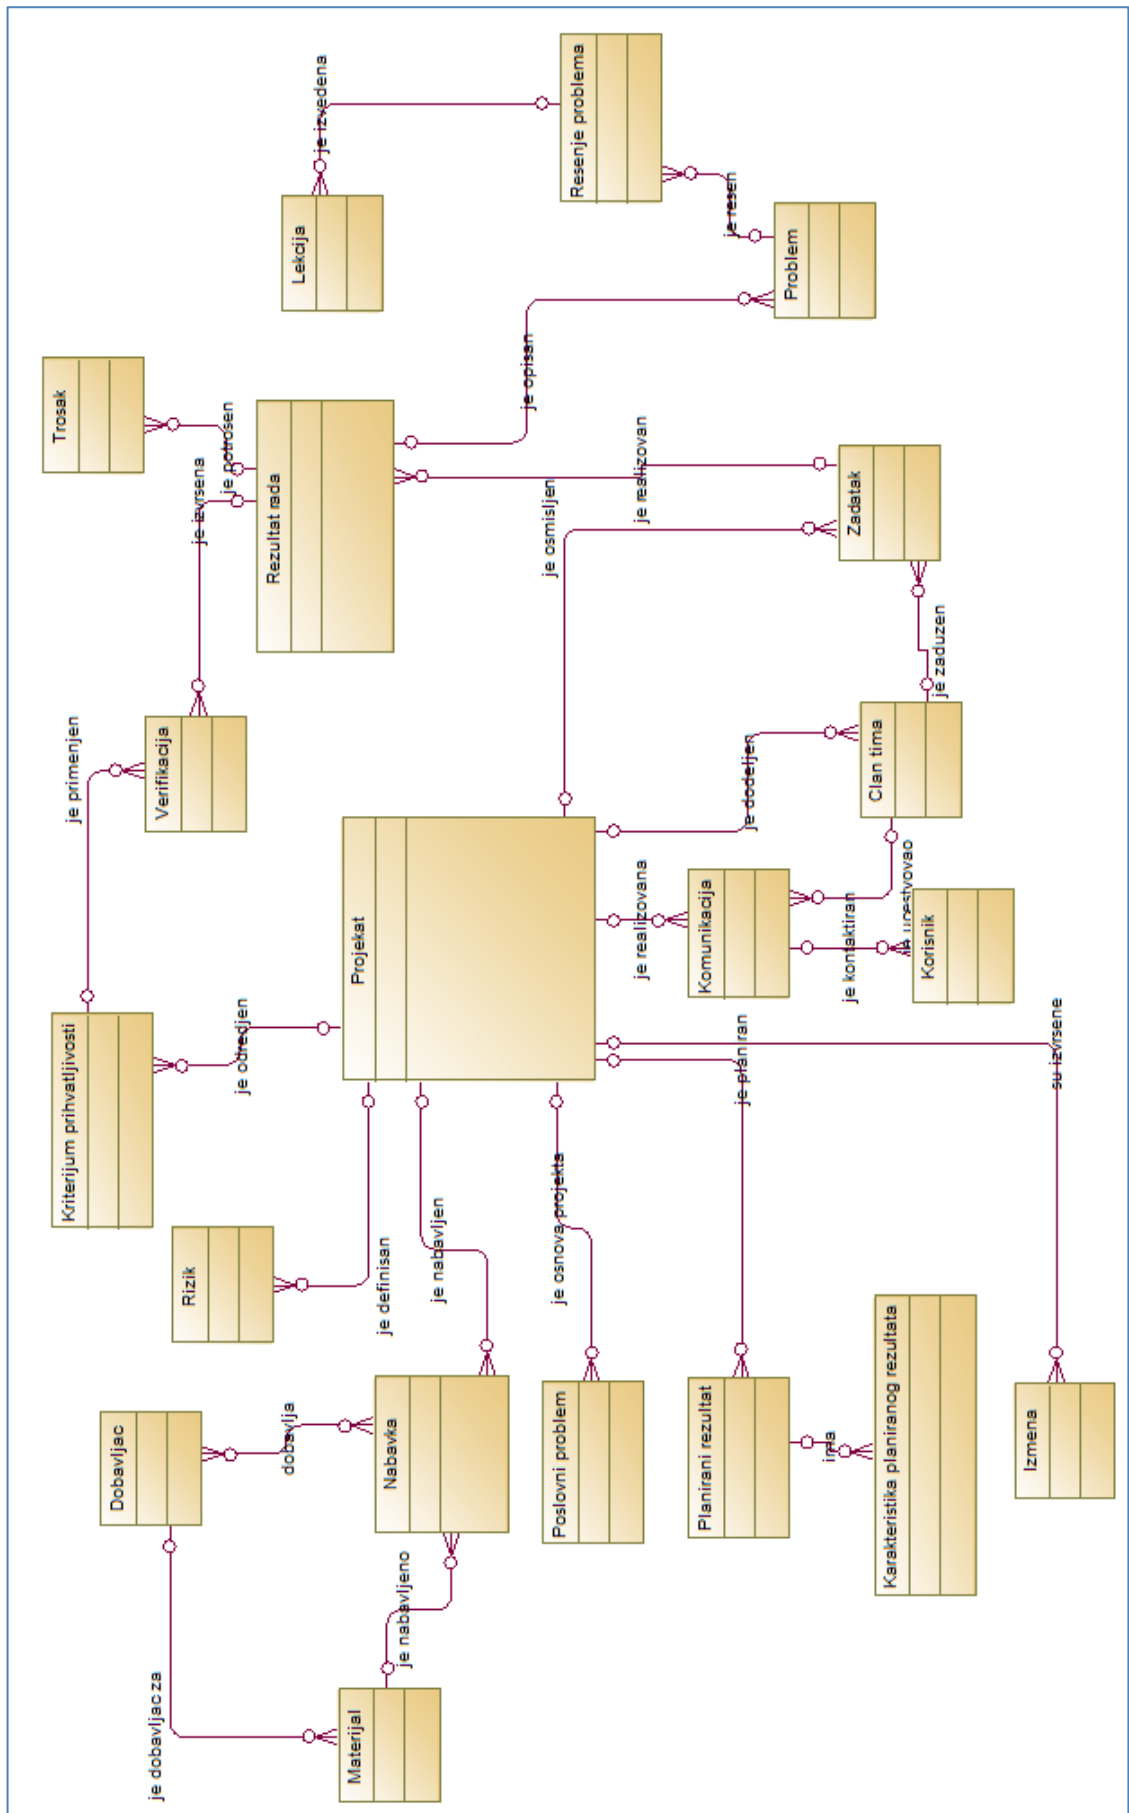 je dobavljac za
Dobavljac
dobavlja
Materijal
je nabavljeno
Nabavka
Rizik
je definisan
je nabavljen
Poslovni problem
je osnova projekta
Planirani rezultat
ima
Karakteristika planiranog rezultata
Izmena
su izvrsene
je planiran
Kriterijum prihvatljivosti
je odredjen
je primenjen
Projekat
Verifikacija
je izvrsena
Trosak
je potrosen
Rezultat rada
je realizovana
Komunikacija
je kontaktiran
Korisnik
je ucestvovao
je dodeljen
Clan tima
je zaduzen
je osmisljen
je realizovan
Zadatak
je opisan
Lekcija
je izvedena
Resenje problema
je resen
Problem